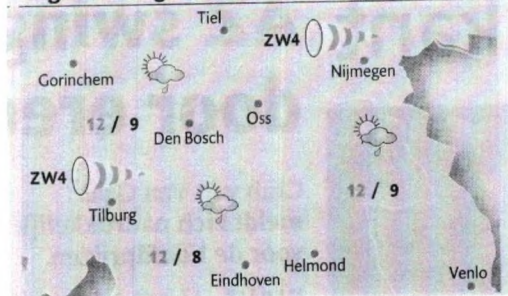 Tiel
ZW4
Nijmegen
Gorinchem
12 / 9
Oss
Den Bosch
ZW4
12 / 9
Tilburg
12 / 8
Helmond
Eindhoven
Venlo